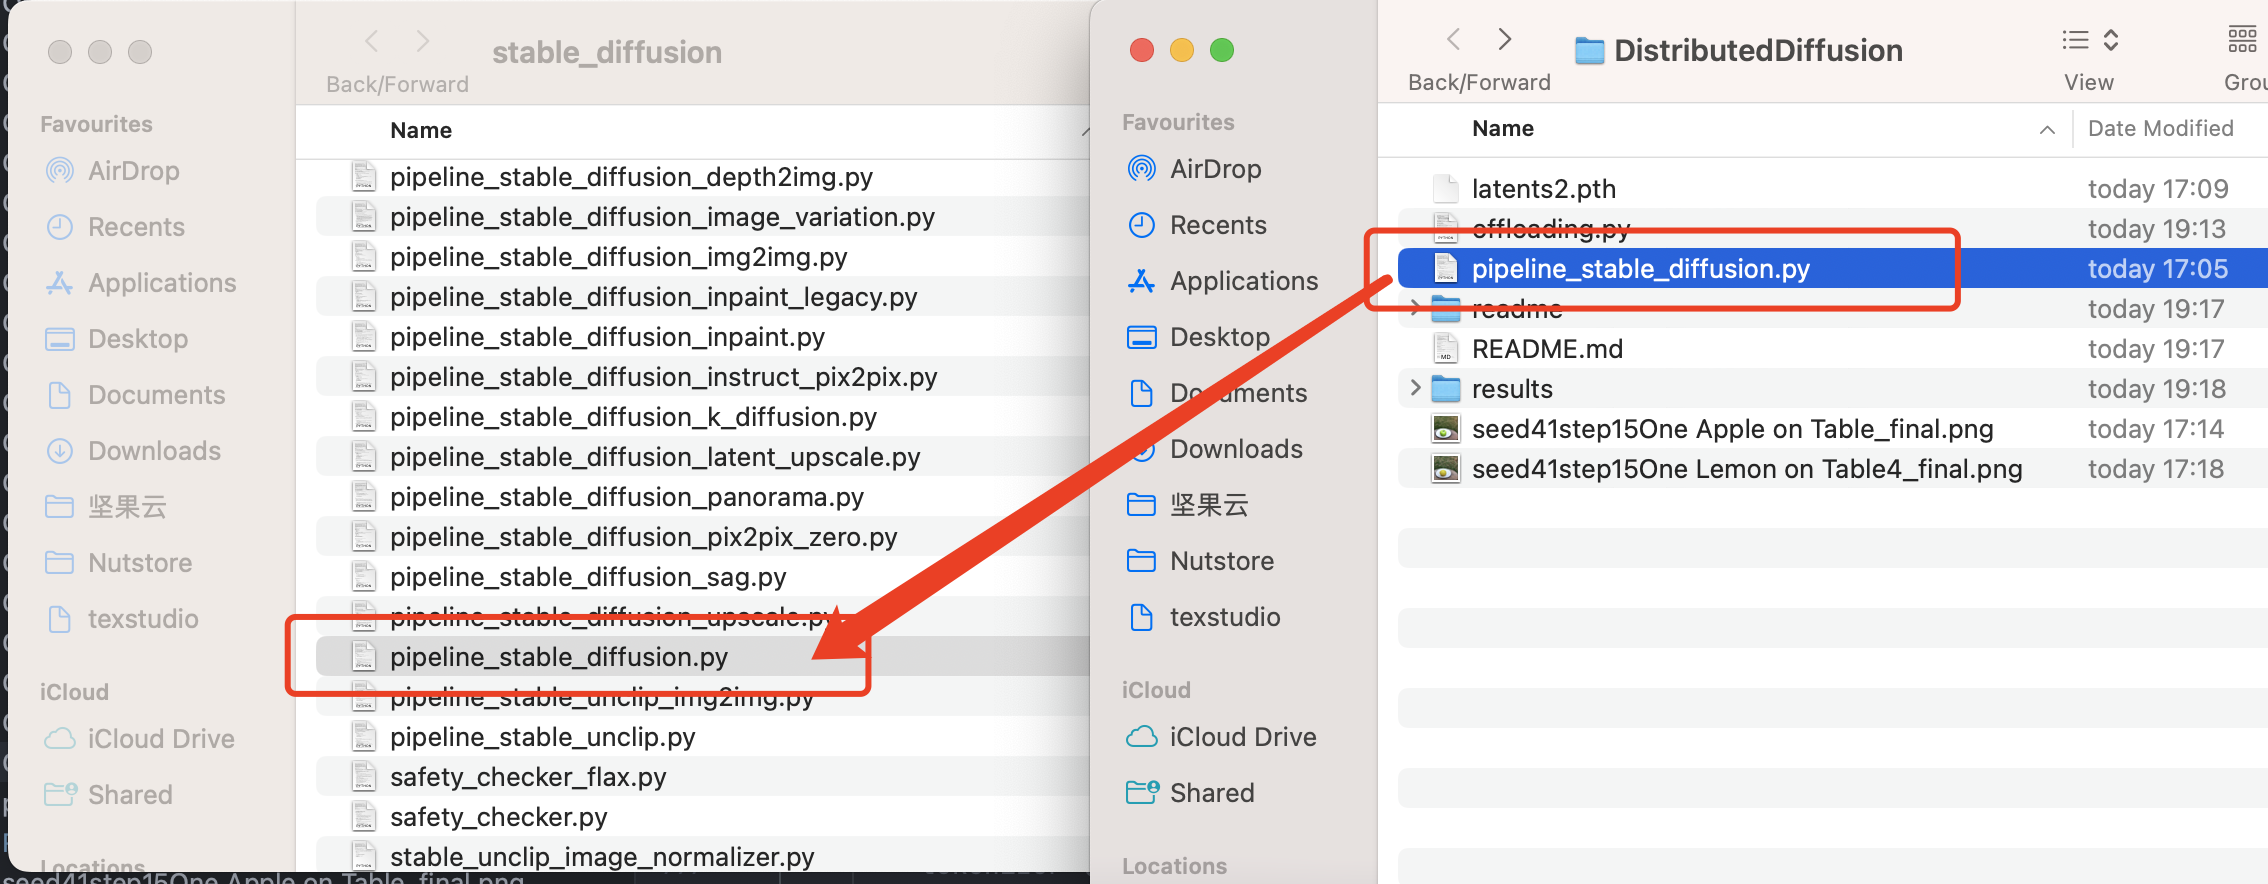 stable_diffusion
Back/Forward
Favourites
AirDrop
Recents
Applications
Desktop
Documents
Downloads
坚果云
Nutstore
texstudio
iCloud
iCloud Drive
Shared
Locations
Name
pipeline_stable_diffusion_depth2img.py
pipeline_stable_diffusion_image_variation.py
pipeline_stable_diffusion_img2img.py
pipeline_stable_diffusion_inpaint_legacy.py
pipeline_stable_diffusion_inpaint.py
pipeline_stable_diffusion_instruct_pix2pix.py
pipeline_stable_diffusion_k_diffusion.py
pipeline_stable_diffusion_latent_upscale.py
pipeline_stable_diffusion_panorama.py
pipeline_stable_diffusion_pix2pix_zero.py
pipeline_stable_diffusion_sag.py
pipeline_stable_diffusion_upscale.py
pipeline_stable_diffusion.py
pipeline_stable_unclip_img2img.py
pipeline_stable_unclip.py
safety_checker_flax.py
safety_checker.py
stable_unclip_image_normalizer.py
seed41step15One Apple on Table_final.png
DistributedDiffusion
Back/Forward
View
Grou
Favourites
AirDrop
Recents
Applications
Desktop
Documents
Downloads
坚果云
Nutstore
texstudio
iCloud
iCloud Drive
Shared
Locations
Name Date Modified
latents2.pth today 17:09
offloading.py today 19:13
pipeline_stable_diffusion.py today 17:05
readme today 19:17
README.md today 19:17
results today 19:18
seed41step15One Apple on Table_final.png today 17:14
seed41step15One Lemon on Table4_final.png today 17:18